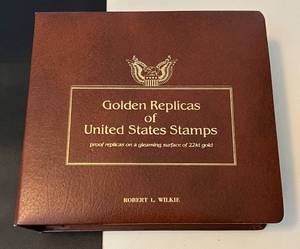 Golden Replicas
of
United States Stamps
proof replicas on a gleaming surface of 22kt gold
ROBERT L. WILKIE